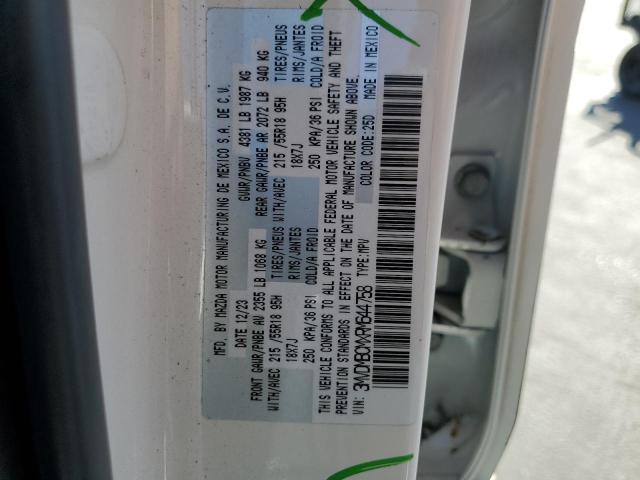 MFD. BY MAZDA MOTOR MANUFACTURING DE MEXICO S.A. DE C.V.
DATE 12/23 GVWR/PNBV 4381 LB 1987 KG
FRONT GAWR/PNBE AV 2355 LB 1068 KG REAR GAWR/PNBE AR 2072 LB 940 KG
WITH/AVEC 215 /55R18 95H TIRES/PNEUS WITH/AVEC 215 /55R18 95H TIRES/PNEUS
18X7J RIMS/JANTES 18X7J RIMS/JANTES
250 KPA/36 PSI COLD/A FROID 250 KPA/36 PSI COLD/A FROID
THIS VEHICLE CONFORMS TO ALL APPLICABLE FEDERAL MOTOR VEHICLE SAFETY AND THEFT
PREVENTION STANDARDS IN EFFECT ON THE DATE OF MANUFACTURE SHOWN ABOVE.
VIN: 3MVDMBCMXRM644758 TYPE:MPV COLOR CODE:25D MADE IN MEXICO